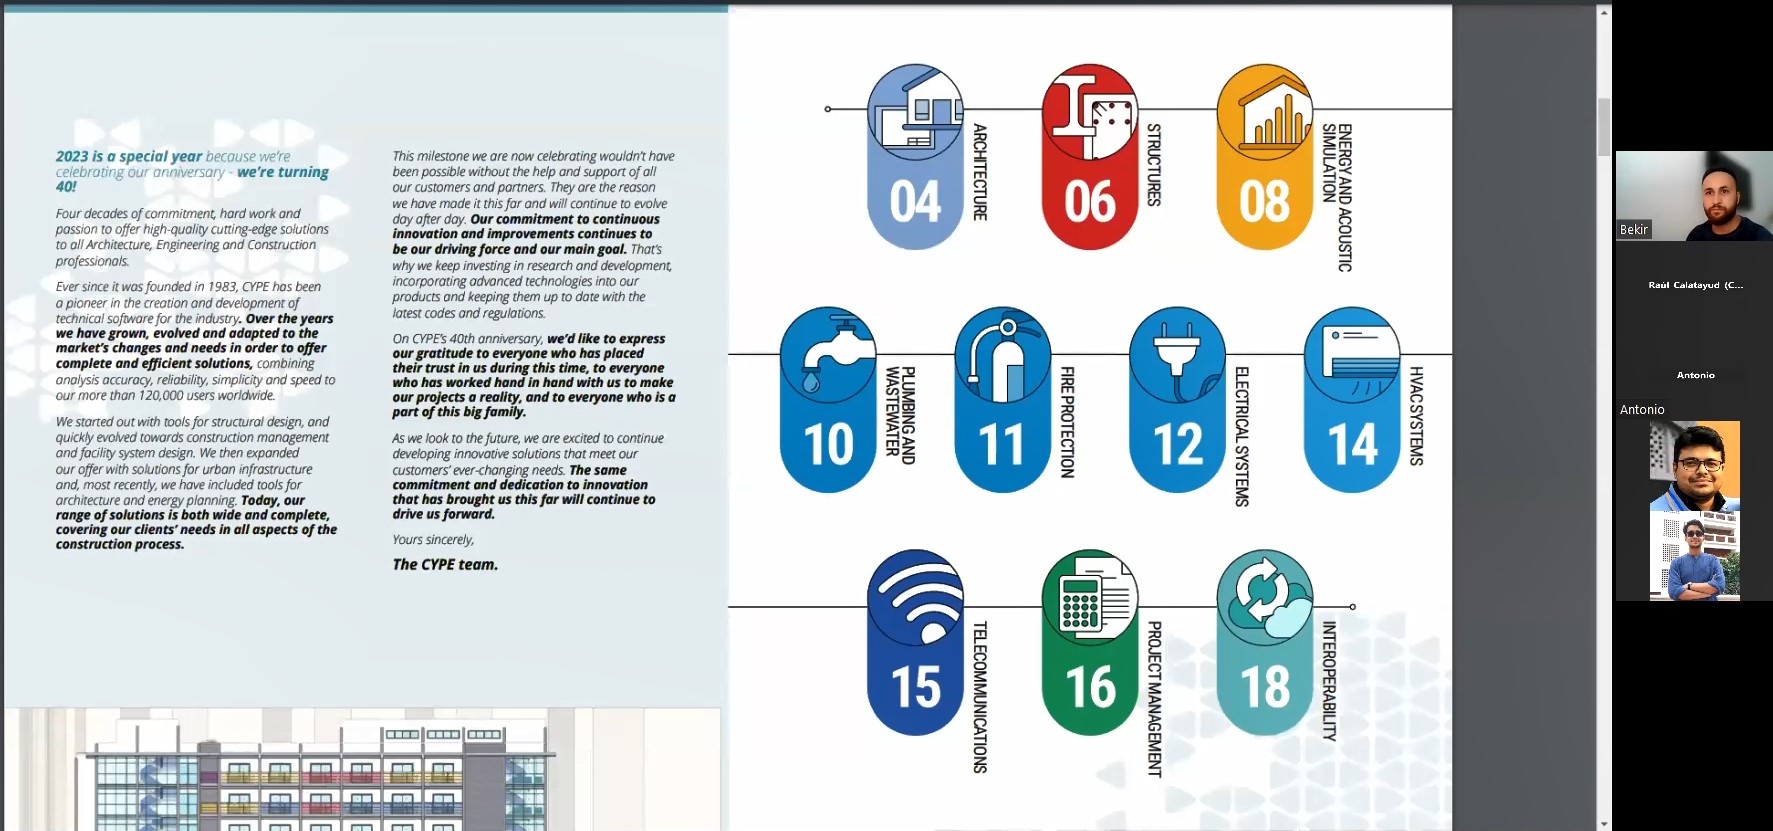 2023 is a special year because we're
celebrating our anniversary - we're turning
40!
Four decades of commitment, hard work and
passion to offer high-quality cutting-edge solutions
to all Architecture, Engineering and Construction
professionals.
Ever since it was founded in 1983, CYPE has been
a pioneer in the creation and development of
technical software for the industry. Over the years
we have grown, evolved and adapted to the
market's changes and needs in order to offer
complete and efficient solutions, combining
analysis accuracy, reliability, simplicity and speed to
our more than 120,000 users worldwide.
We started out with tools for structural design, and
quickly evolved towards construction management
and facility system design. We then expanded
our offer with solutions for urban infrastructure
and, most recently, we have included tools for
architecture and energy planning. Today, our
range of solutions is both wide and complete,
covering our clients' needs in all aspects of the
construction process.
This milestone we are now celebrating wouldn't have
been possible without the help and support of all
our customers and partners. They are the reason
we have made it this far and will continue to evolve
day after day. Our commitment to continuous
innovation and improvements continues to
be our driving force and our main goal. That's
why we keep investing in research and development,
incorporating advanced technologies into our
products and keeping them up to date with the
latest codes and regulations.
On CYPE's 40th anniversary, we'd like to express
our gratitude to everyone who has placed
their trust in us during this time, to everyone
who has worked hand in hand with us to make
our projects a reality, and to everyone who is a
part of this big family.
As we look to the future, we are excited to continue
developing innovative solutions that meet our
customers' ever-changing needs. The same
commitment and dedication to innovation
that has brought us this far will continue to
drive us forward.
Yours sincerely,
The CYPE team.
04
ARCHITECTURE
06
STRUCTURES
08
ENERGY AND ACOUSTIC
SIMULATION
10
PLUMBING AND
WASTEWATER
11
FIRE PROTECTION
12
ELECTRICAL SYSTEMS
14
HVAC SYSTEMS
15
TELECOMMUNICATIONS
16
PROJECT MANAGEMENT
18
INTEROPERABILITY
Bekir
Raúl Calatayud (C...
Antonio
Antonio